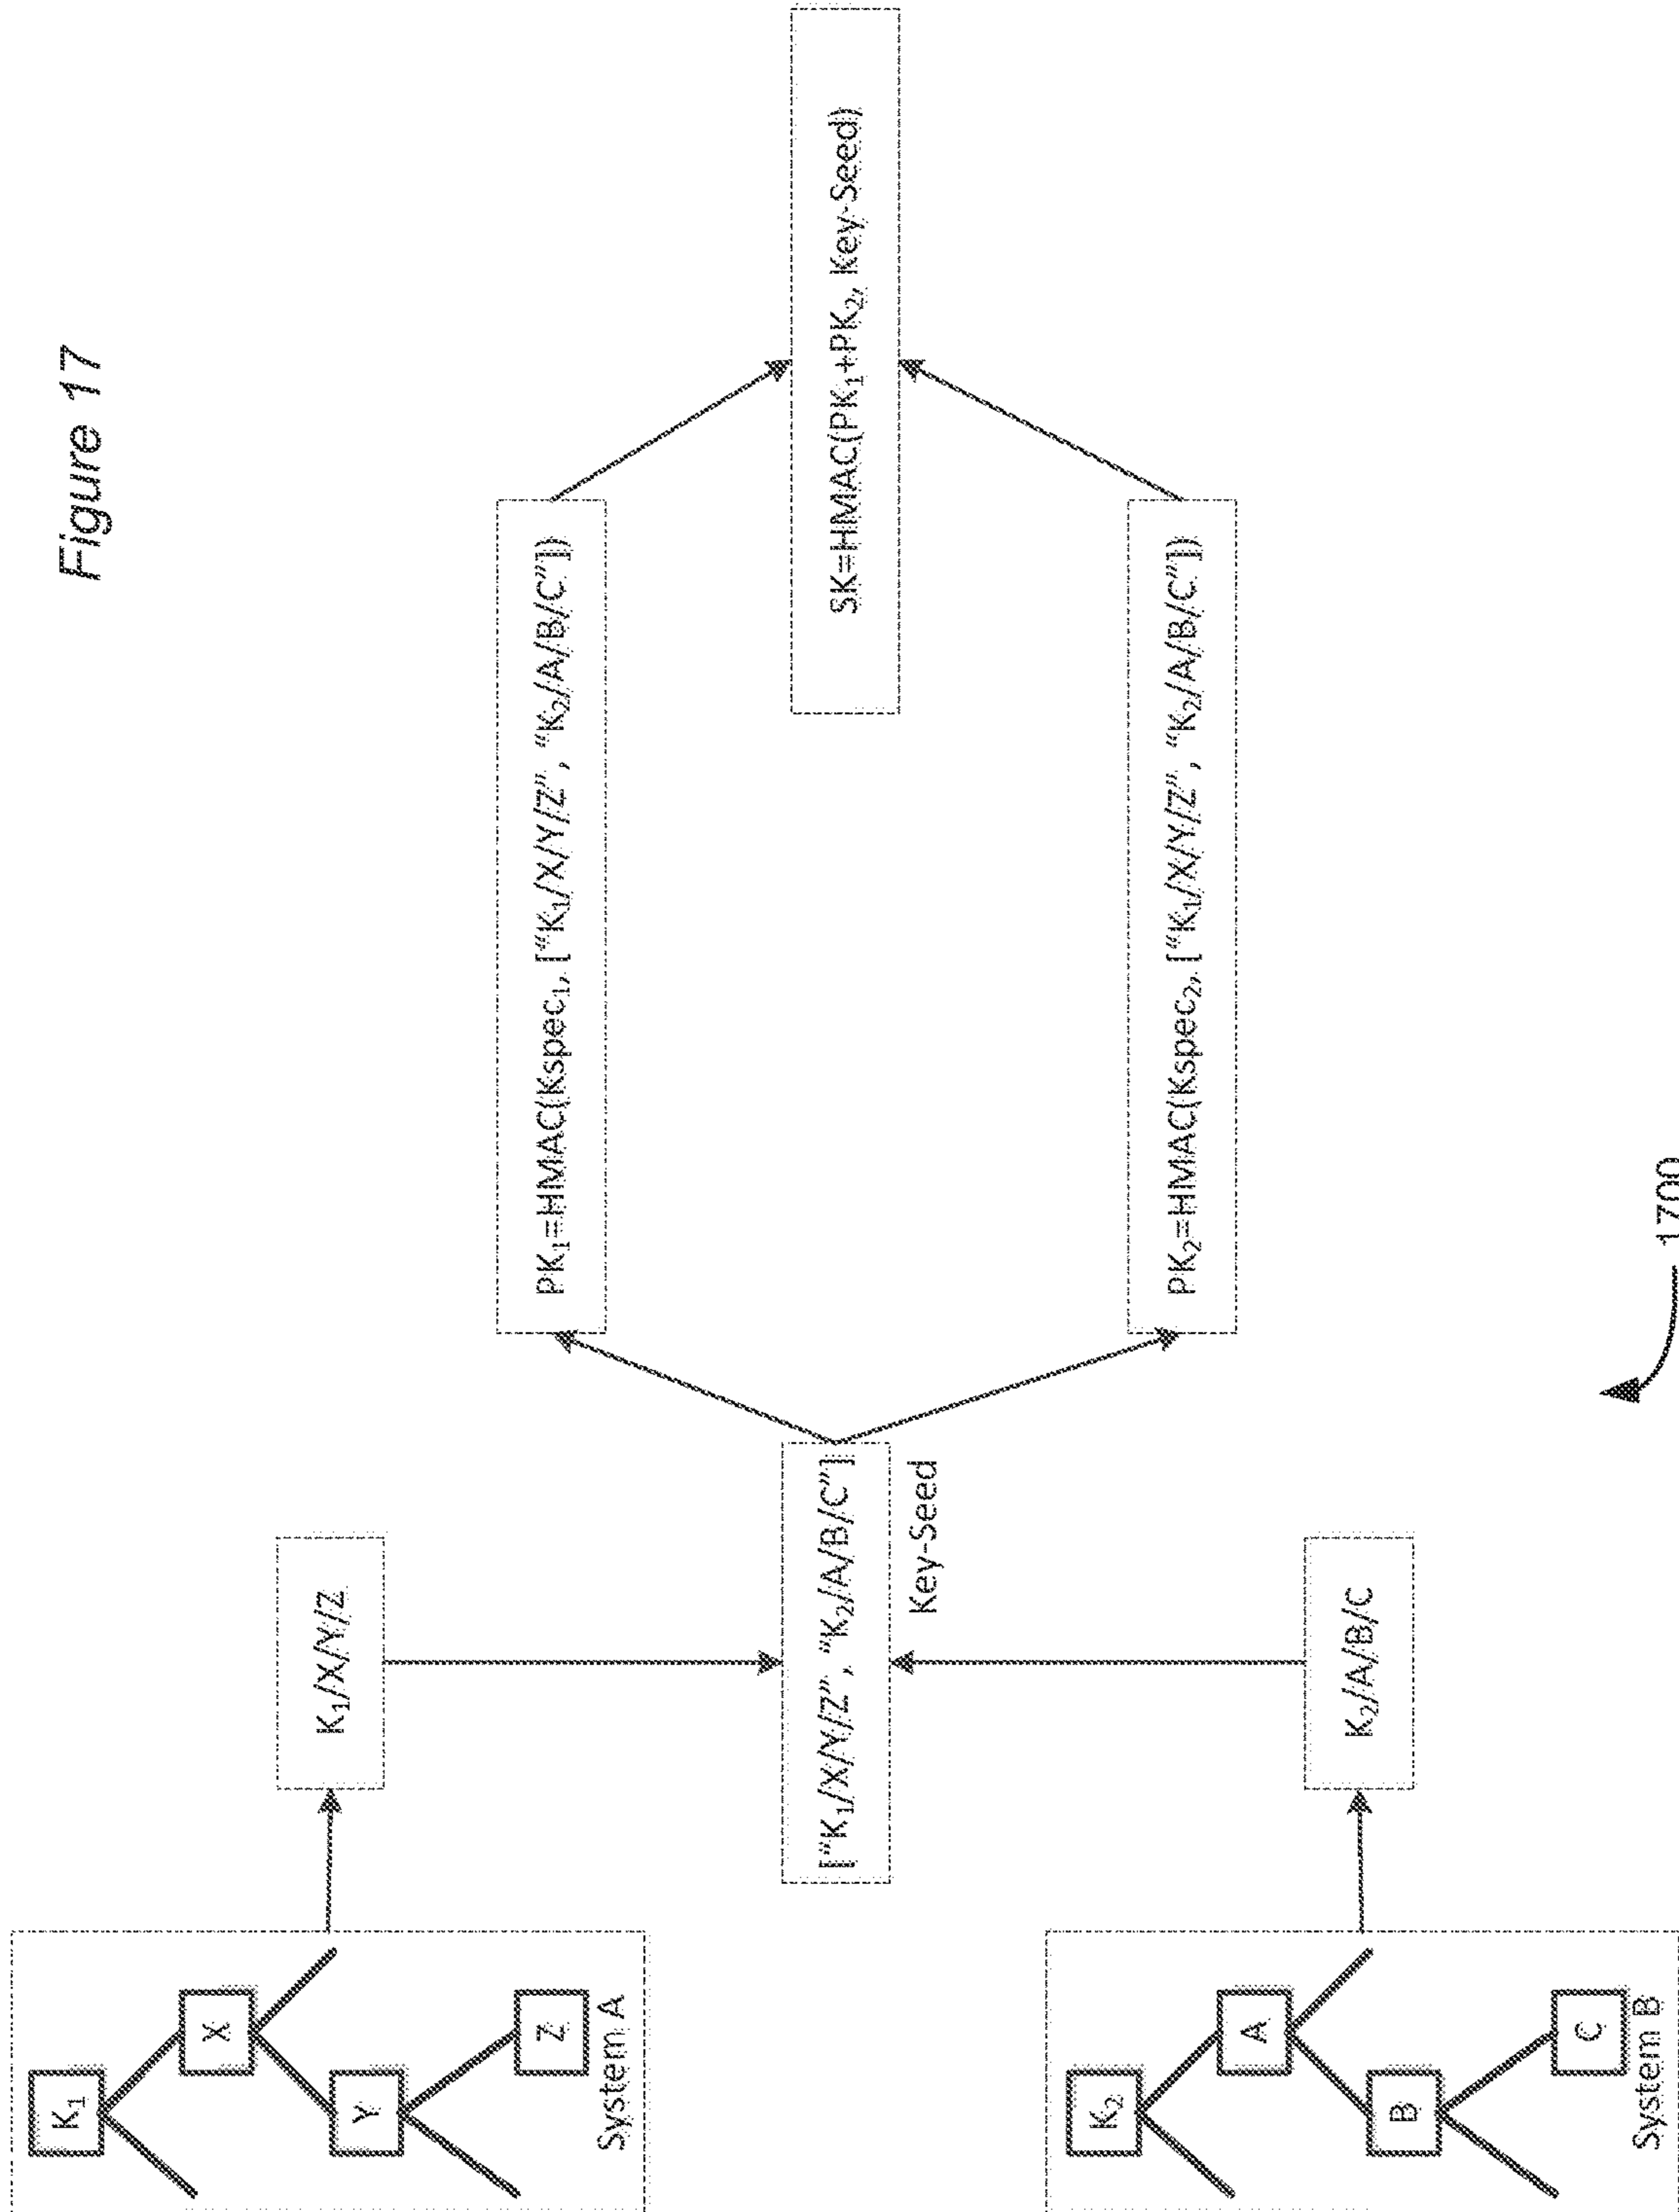 Figure 17
K₁
X
Y
Z
System A
K₁/X/Y/Z
K₂
A
B
C
System B
K₂/A/B/C
[“K₁/X/Y/Z”, “K₂/A/B/C”]
Key-Seed
PK₁=HMAC(Kspec₁, [“K₁/X/Y/Z”, “K₂/A/B/C”])
PK₂=HMAC(Kspec₂, [“K₁/X/Y/Z”, “K₂/A/B/C”])
SK=HMAC(PK₁+PK₂, Key-Seed)
1700